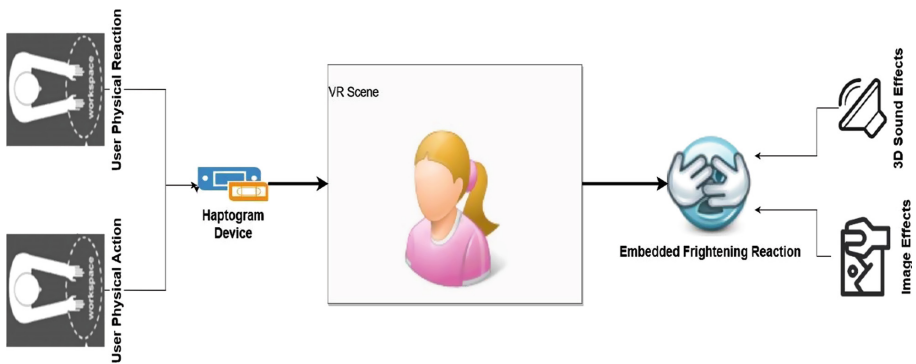 User Physical Reaction
workspace
VR Scene
3D Sound Effects
Haptogram
Device
Embedded Frightening Reaction
User Physical Action
workspace
Image Effects